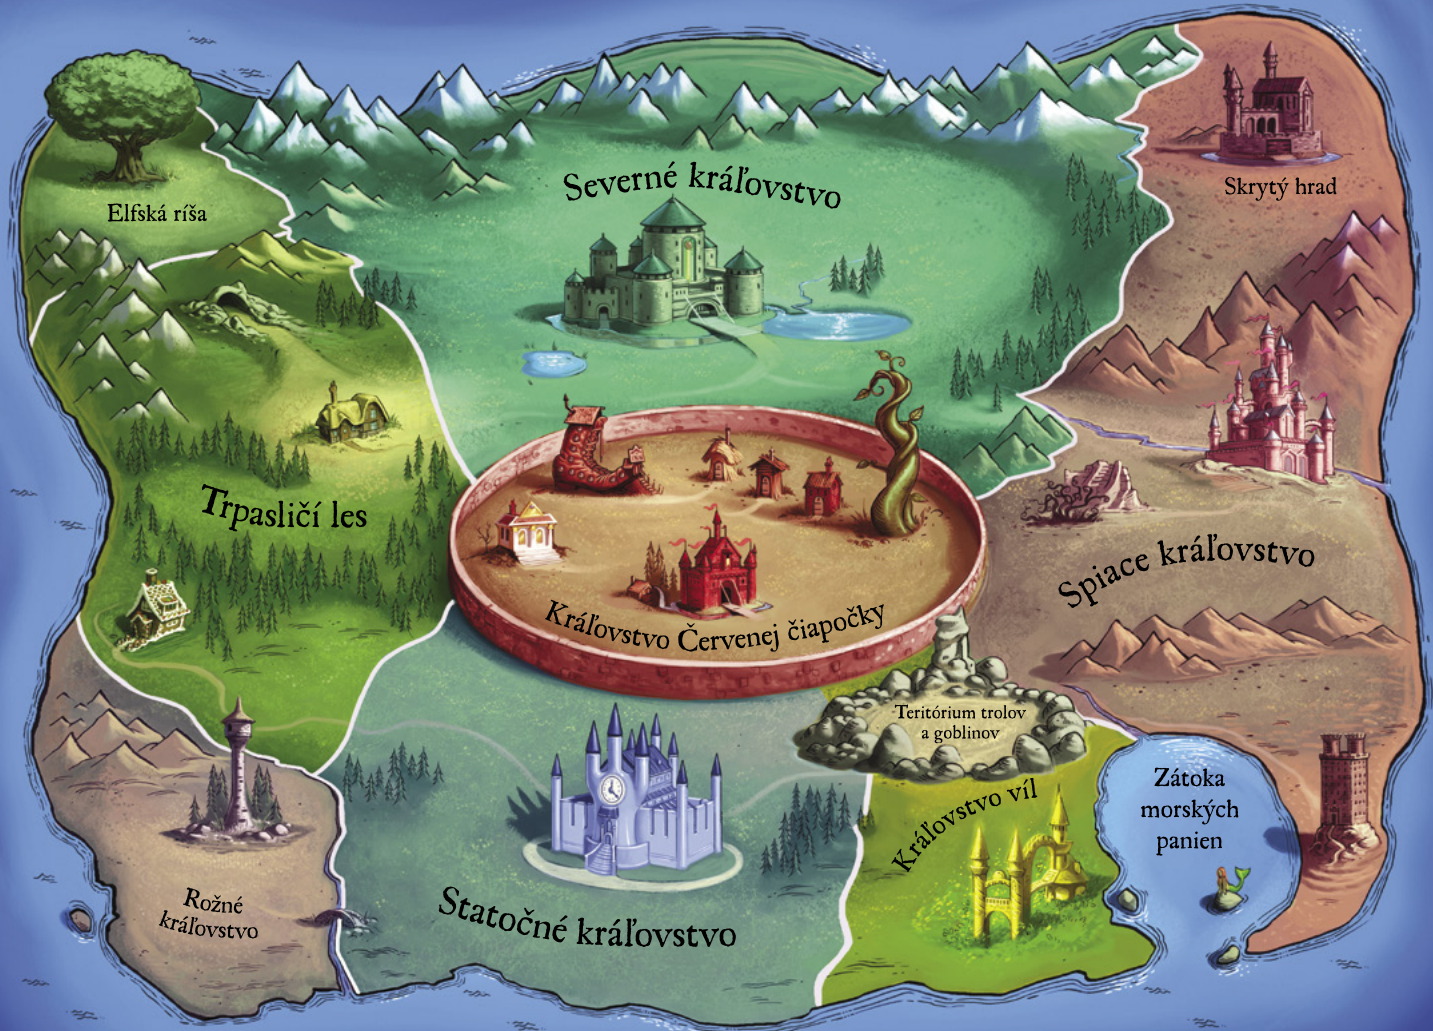 Severné kráľovstvo
Skrytý hrad
Elfská ríša
Trpasličí les
Spiace kráľovstvo
Kráľovstvo Červenej čiapočky
Teritórium trolov
a goblinov
Zátoka
morských
panien
Kráľovstvo víl
Rožné
kráľovstvo
Statočné kráľovstvo